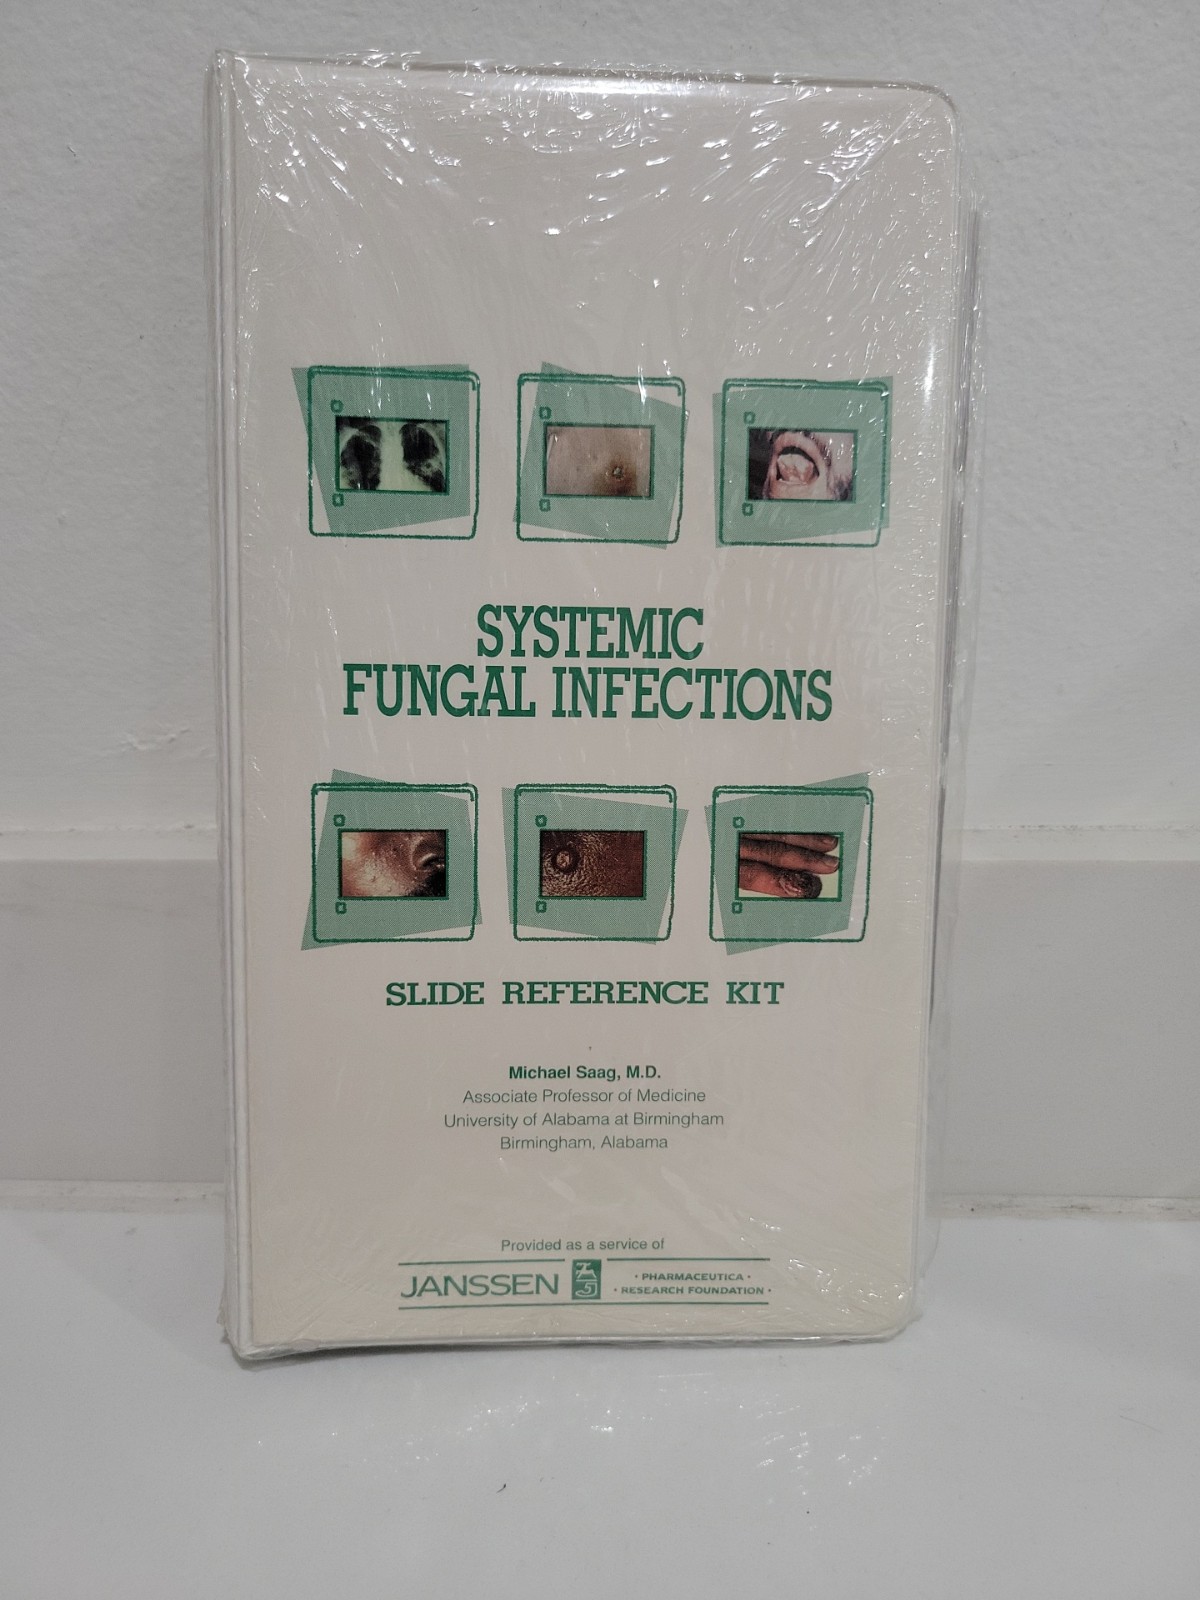 SYSTEMIC
FUNGAL INFECTIONS
SLIDE REFERENCE KIT
Michael Saag, M.D.
Associate Professor of Medicine
University of Alabama at Birmingham
Birmingham, Alabama
Provided as a service of
JANSSEN
• PHARMACEUTICA •
• RESEARCH FOUNDATION •